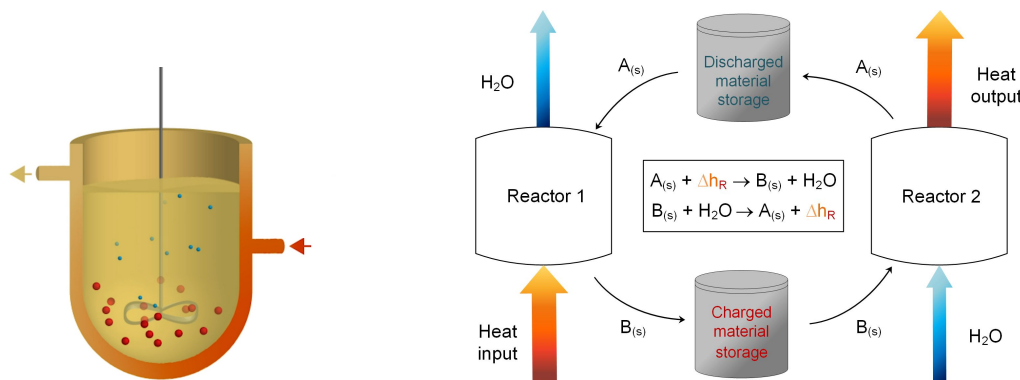 H₂O
A₍s₎
Discharged
material
storage
A₍s₎
Heat
output
Reactor 1
A₍s₎ + Δhᴿ → B₍s₎ + H₂O
B₍s₎ + H₂O → A₍s₎ + Δhᴿ
Reactor 2
Heat
input
B₍s₎
Charged
material
storage
B₍s₎
H₂O